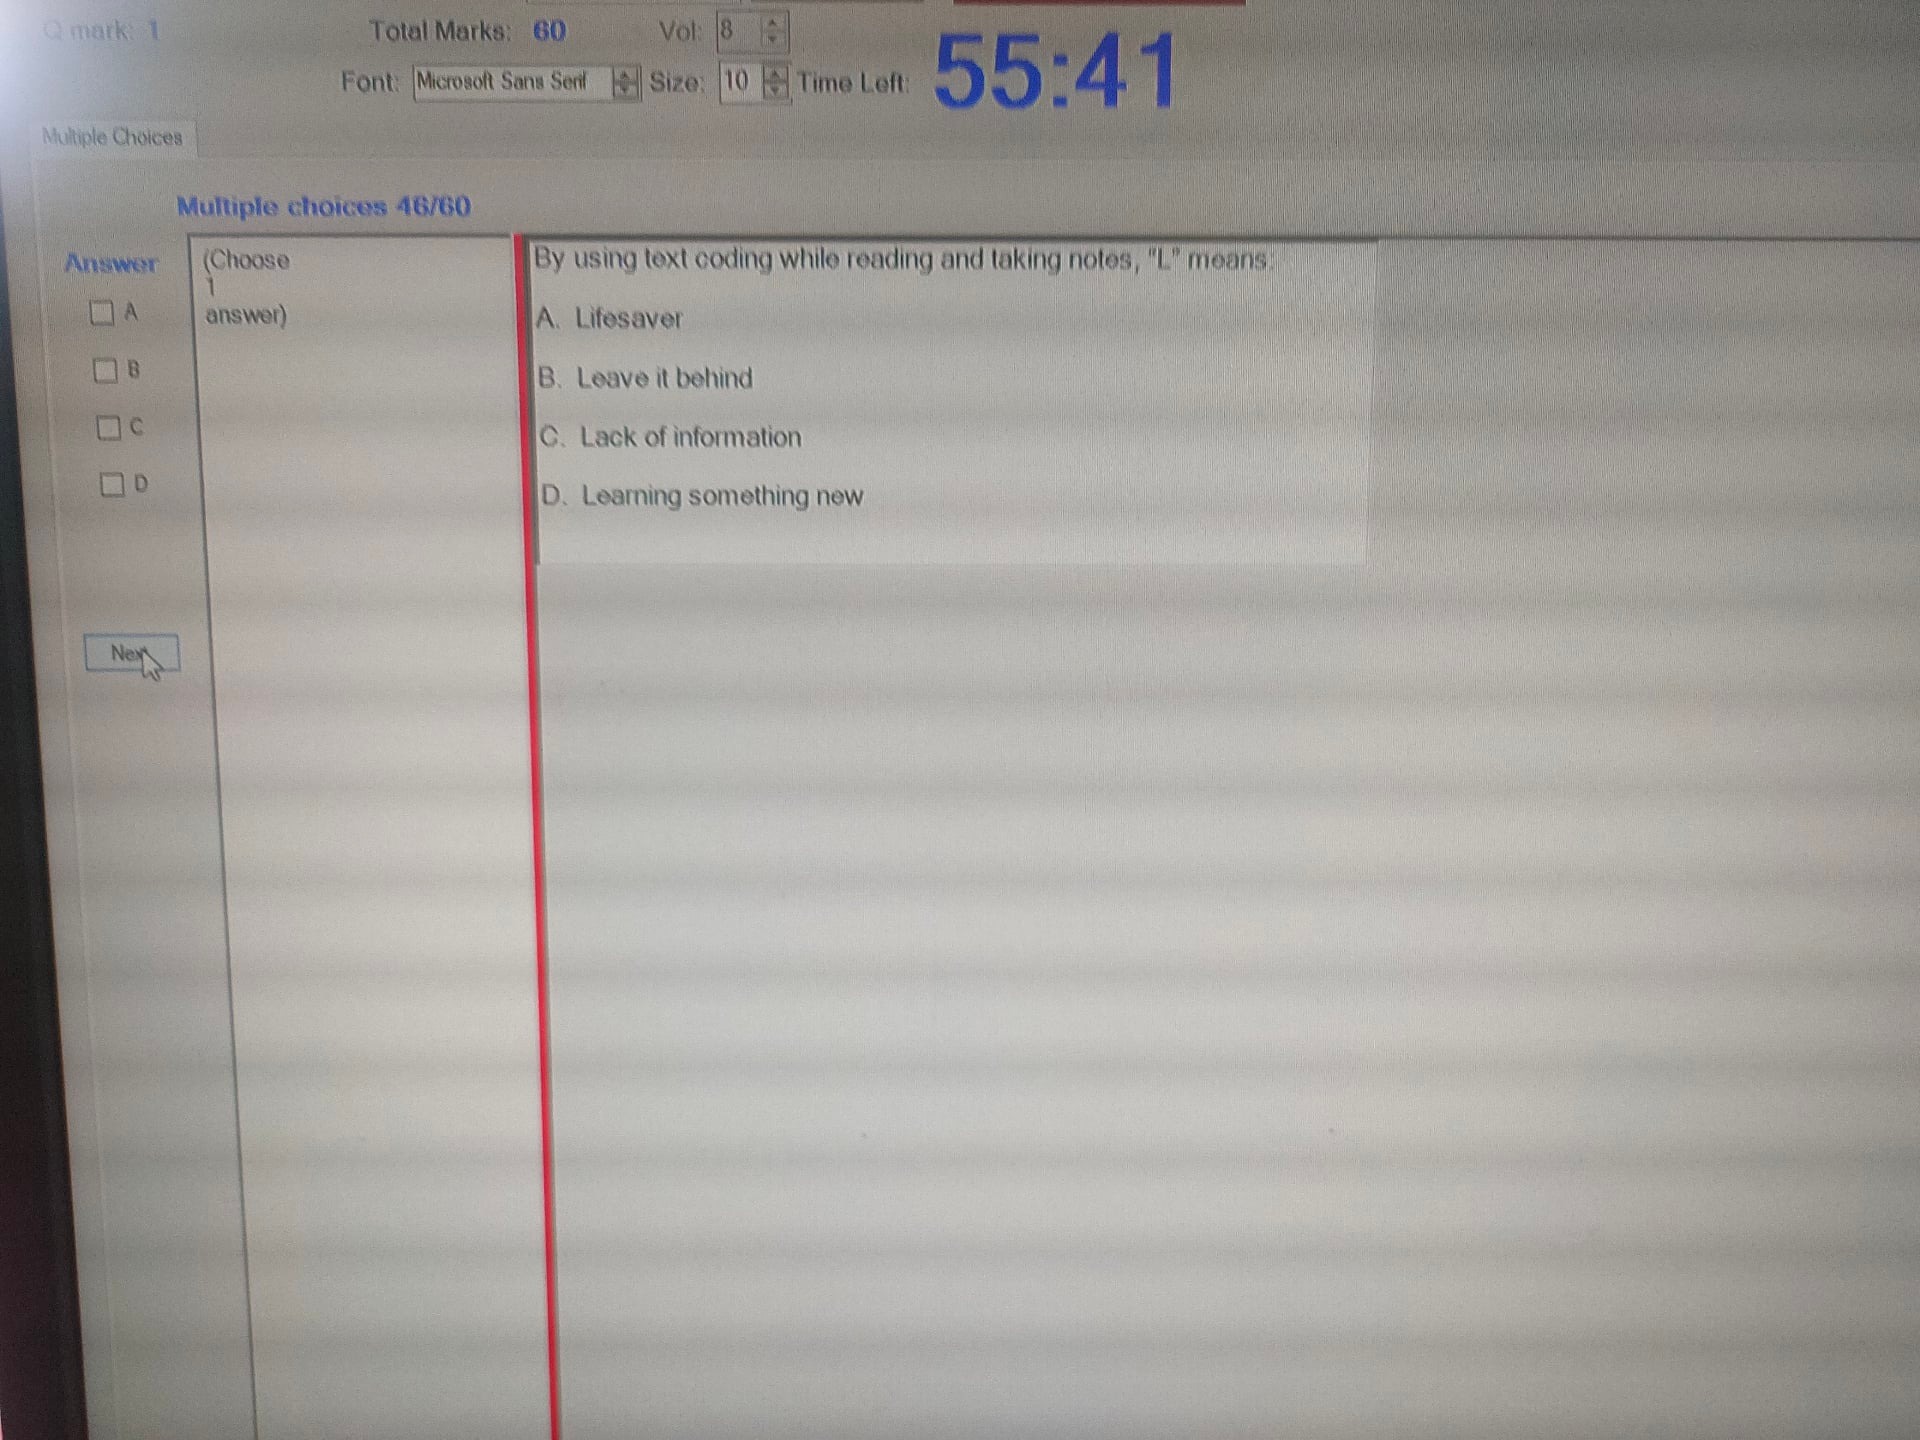 Q mark: 1
Total Marks: 60
Vol: 8
Font: Microsoft Sans Serif
Size: 10
Time Left: 55:41
Multiple Choices
Multiple choices 46/60
Answer
A
B
C
D
Next
(Choose
1
answer)
By using text coding while reading and taking notes, "L" means:
A. Lifesaver
B. Leave it behind
C. Lack of information
D. Learning something new